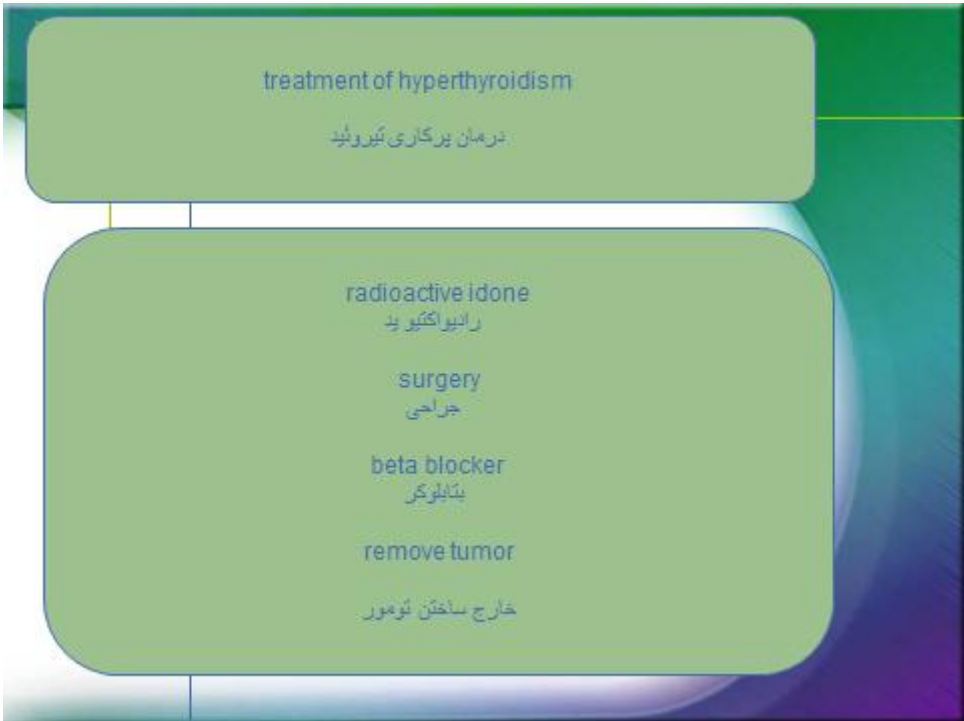 treatment of hyperthyroidism
درمان پرکاری تیروئید
radioactive idone
رادیواکتیو ید
surgery
جراحی
beta blocker
بتابلوکر
remove tumor
خارج ساختن تومور